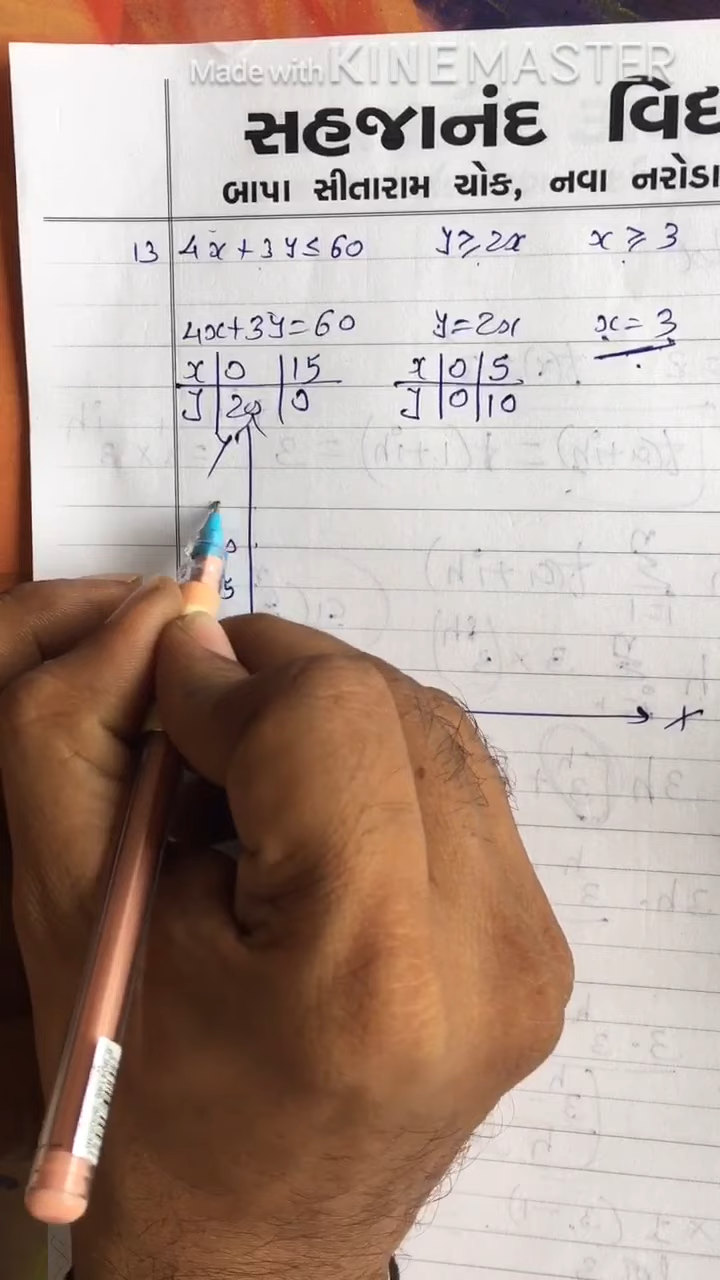 Made with KINEMASTER
સહજાનંદ વિદ્
બાપા સીતારામ ચોક, નવા નરોડા
13 4x + 3y ≤ 60 y ≥ 2x x ≥ 3
4x+3y=60 y=2x x=3
x 0 15 x 0 5
y 20 0 y 0 10
5
X